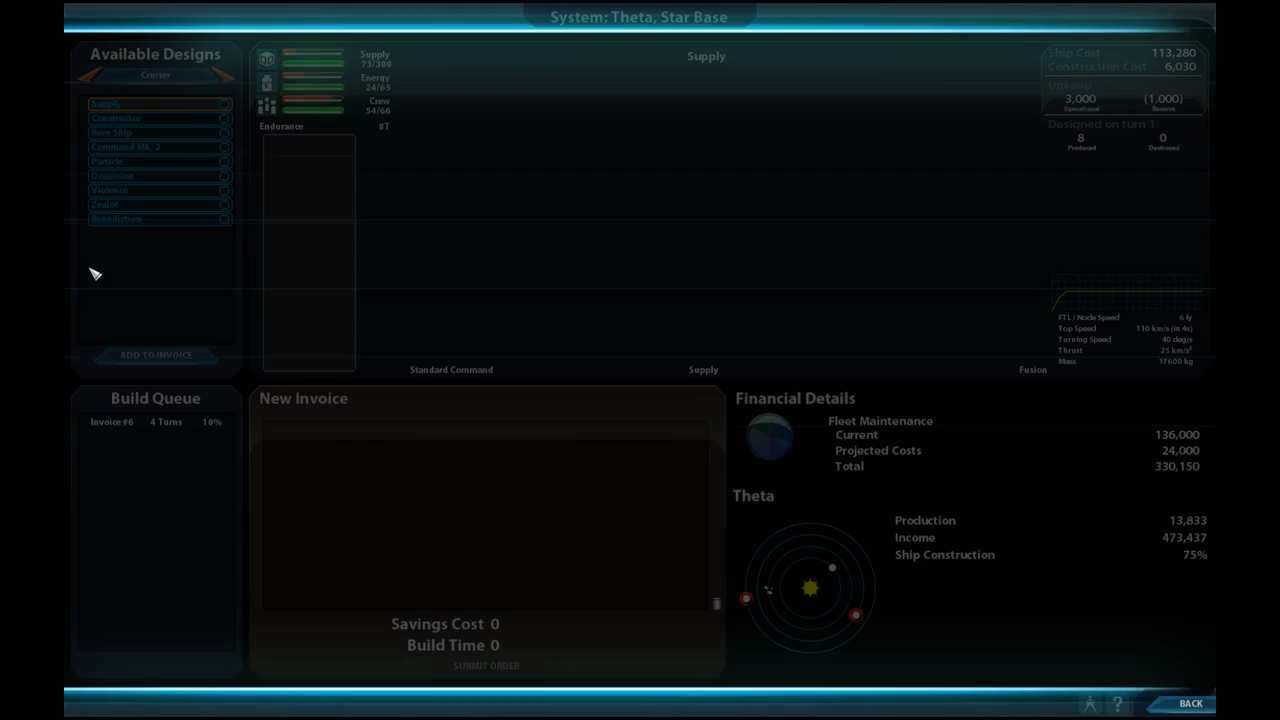 System: Theta, Star Base
Available Designs
Cruiser
Supply
Constructor
Bore Ship
Command Mk. 2
Particle
Dominion
Violence
Zealot
Benediction
ADD TO INVOICE
Supply
73/300
Energy
24/65
Crew
54/66
Endurance 8T
Supply
Ship Cost 113,280
Construction Cost 6,030
Upkeep
3,000 (1,000)
Operational Reserve
Designed on turn 1
8 0
Produced Destroyed
FTL / Node Speed 6 ly
Top Speed 110 km/s (in 4s)
Turning Speed 40 deg/s
Thrust 25 km/s²
Mass 17600 kg
Standard Command Supply Fusion
Build Queue
Invoice #6 4 Turns 10%
New Invoice
Savings Cost 0
Build Time 0
SUBMIT ORDER
Financial Details
Fleet Maintenance
Current 136,000
Projected Costs 24,000
Total 330,150
Theta
Production 13,833
Income 473,437
Ship Construction 75%
? BACK